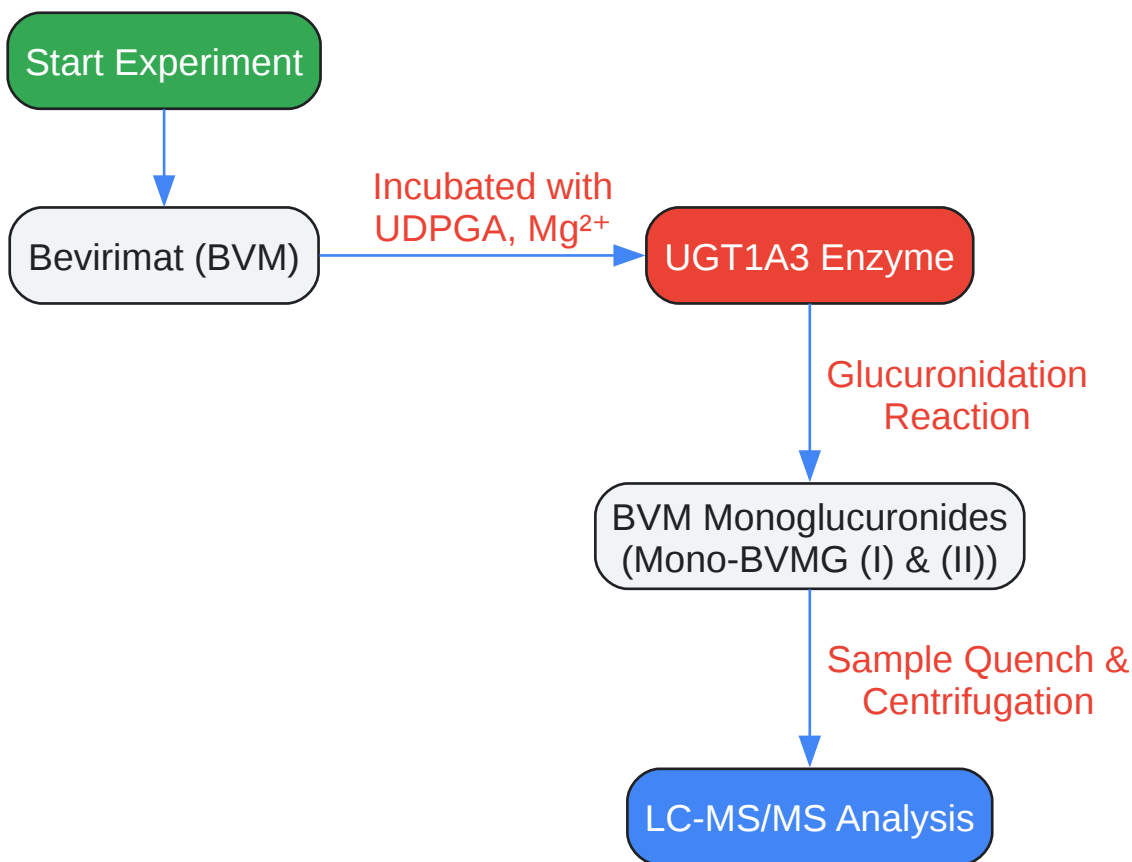 Start Experiment
Incubated with
UDPGA, Mg²⁺
Bevirimat (BVM)
UGT1A3 Enzyme
Glucuronidation
Reaction
BVM Monoglucuronides
(Mono-BVMG (I) & (II))
Sample Quench &
Centrifugation
LC-MS/MS Analysis